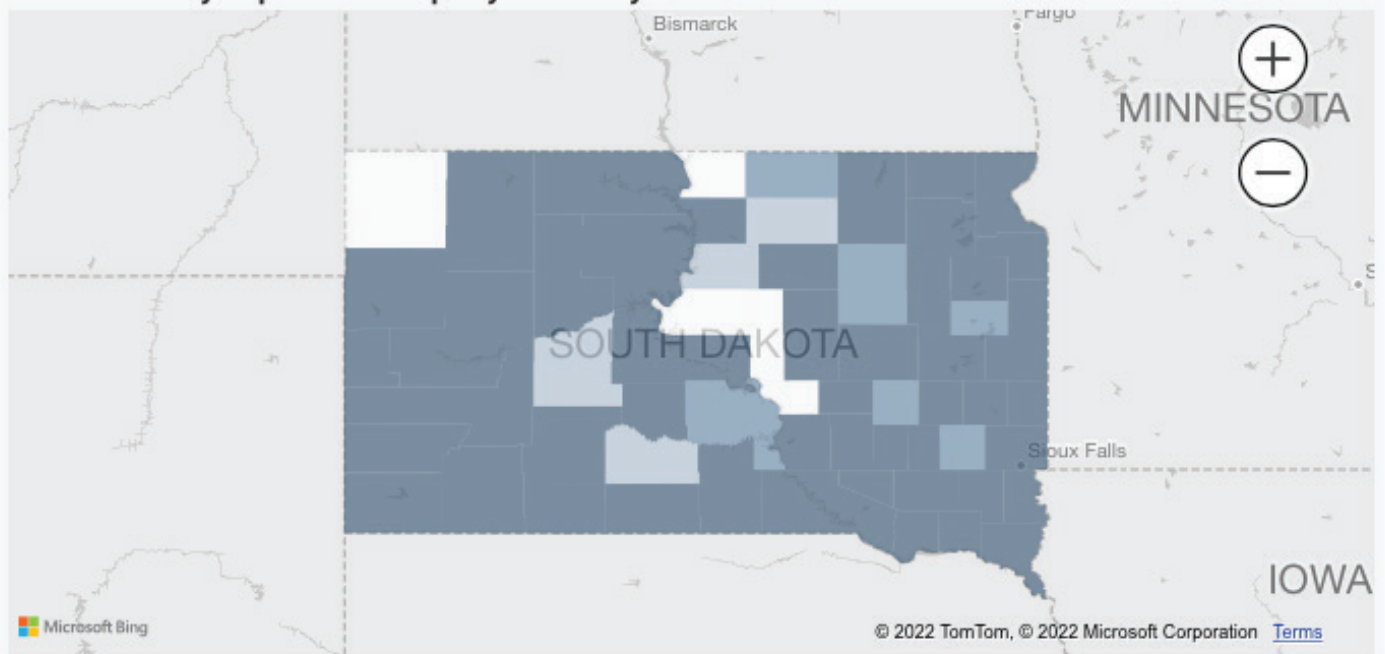 Bismarck
Fargo
MINNESOTA
SOUTH DAKOTA
Sioux Falls
IOWA
Microsoft Bing
© 2022 TomTom, © 2022 Microsoft Corporation Terms